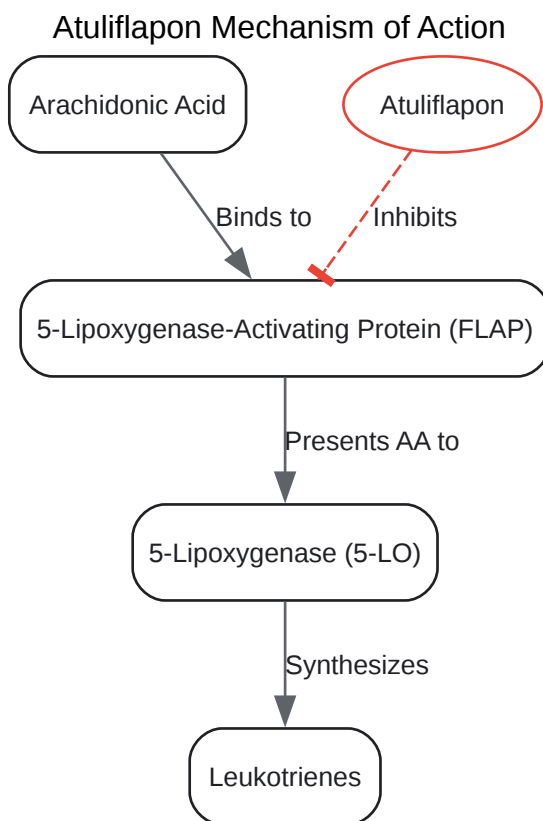 Atuliflapon Mechanism of Action
Arachidonic Acid
Atuliflapon
Binds to
Inhibits
5-Lipoxygenase-Activating Protein (FLAP)
Presents AA to
5-Lipoxygenase (5-LO)
Synthesizes
Leukotrienes